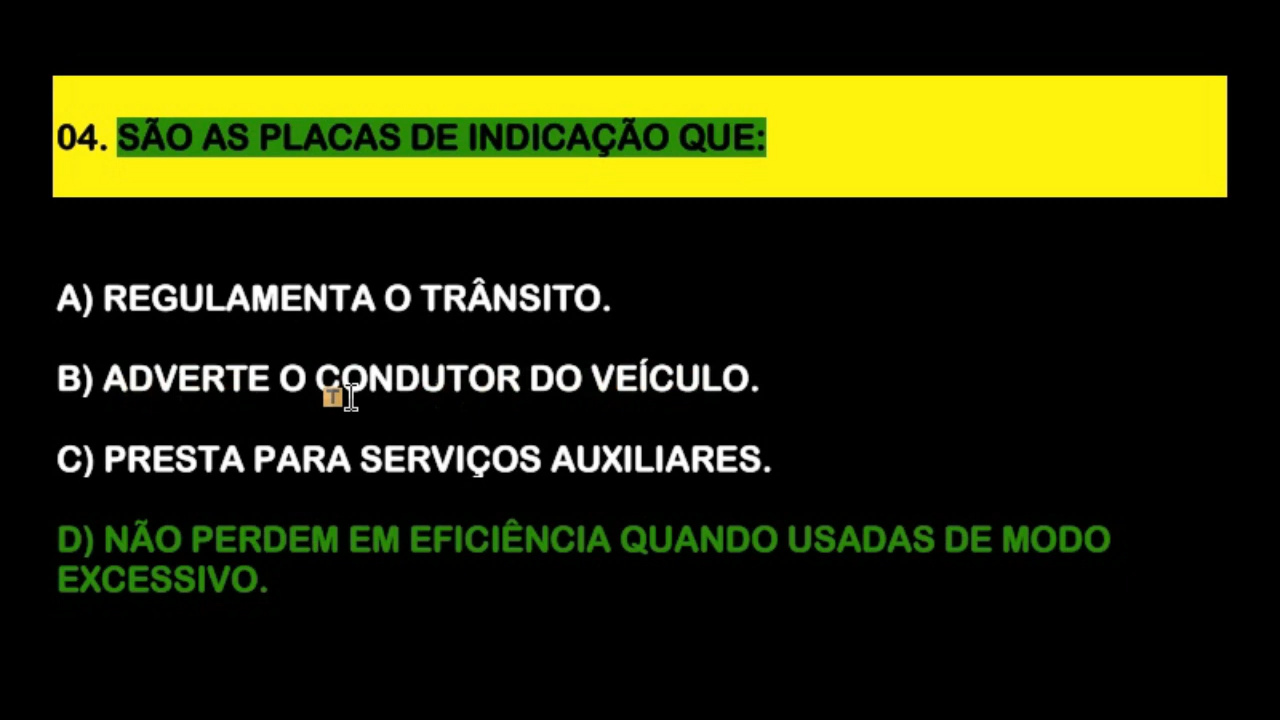 04. SÃO AS PLACAS DE INDICAÇÃO QUE:
A) REGULAMENTA O TRÂNSITO.
B) ADVERTE O CONDUTOR DO VEÍCULO.
T
C) PRESTA PARA SERVIÇOS AUXILIARES.
D) NÃO PERDEM EM EFICIÊNCIA QUANDO USADAS DE MODO
EXCESSIVO.